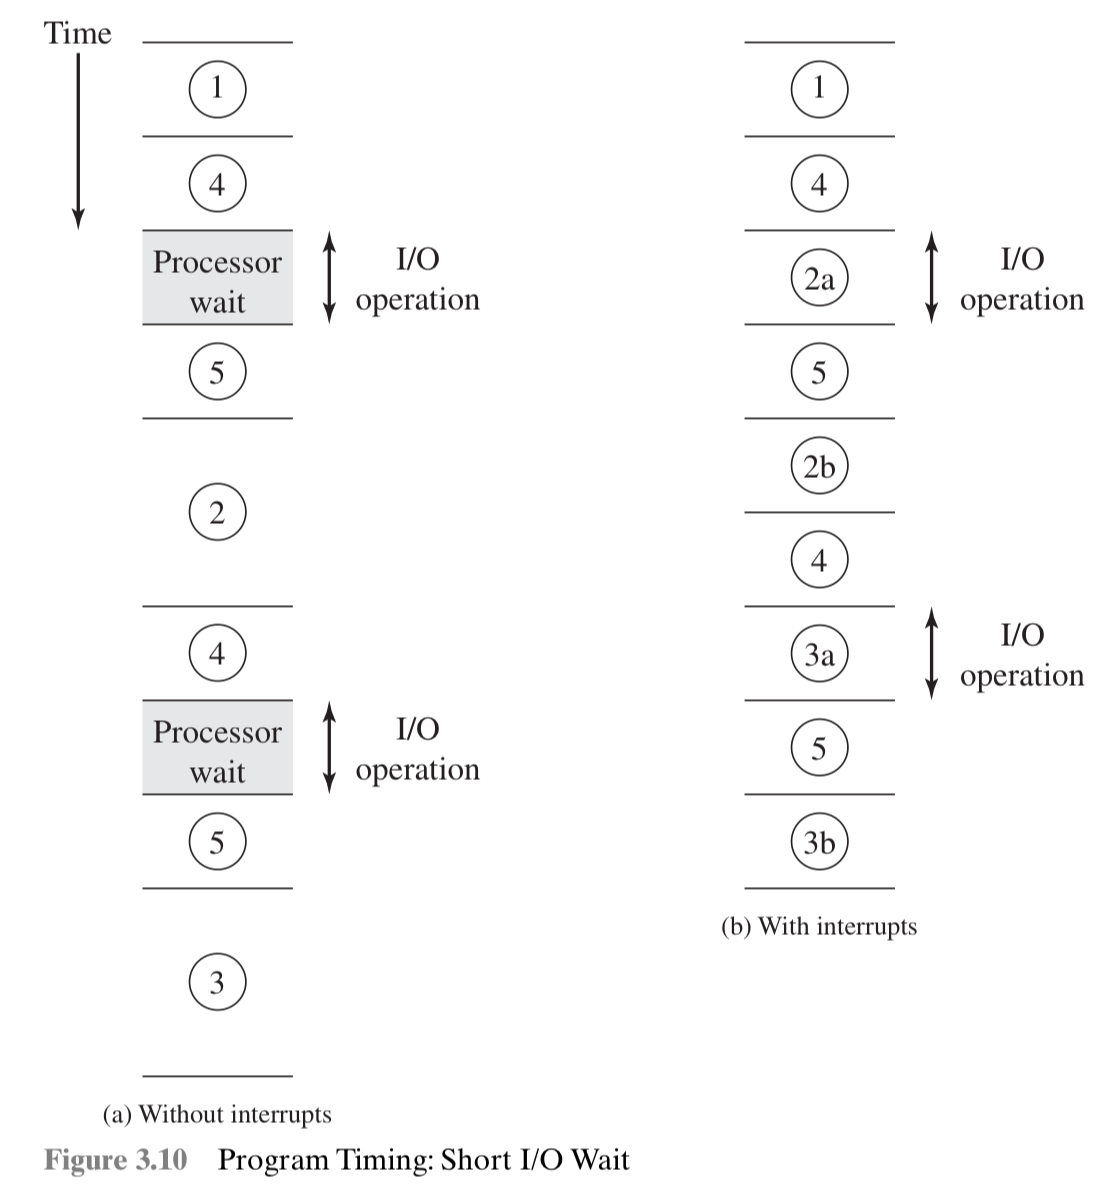 Time
1
4
Processor
wait
I/O
operation
5
2
4
Processor
wait
I/O
operation
5
3
(a) Without interrupts
1
4
2a
I/O
operation
5
2b
4
3a
I/O
operation
5
3b
(b) With interrupts
Figure 3.10 Program Timing: Short I/O Wait